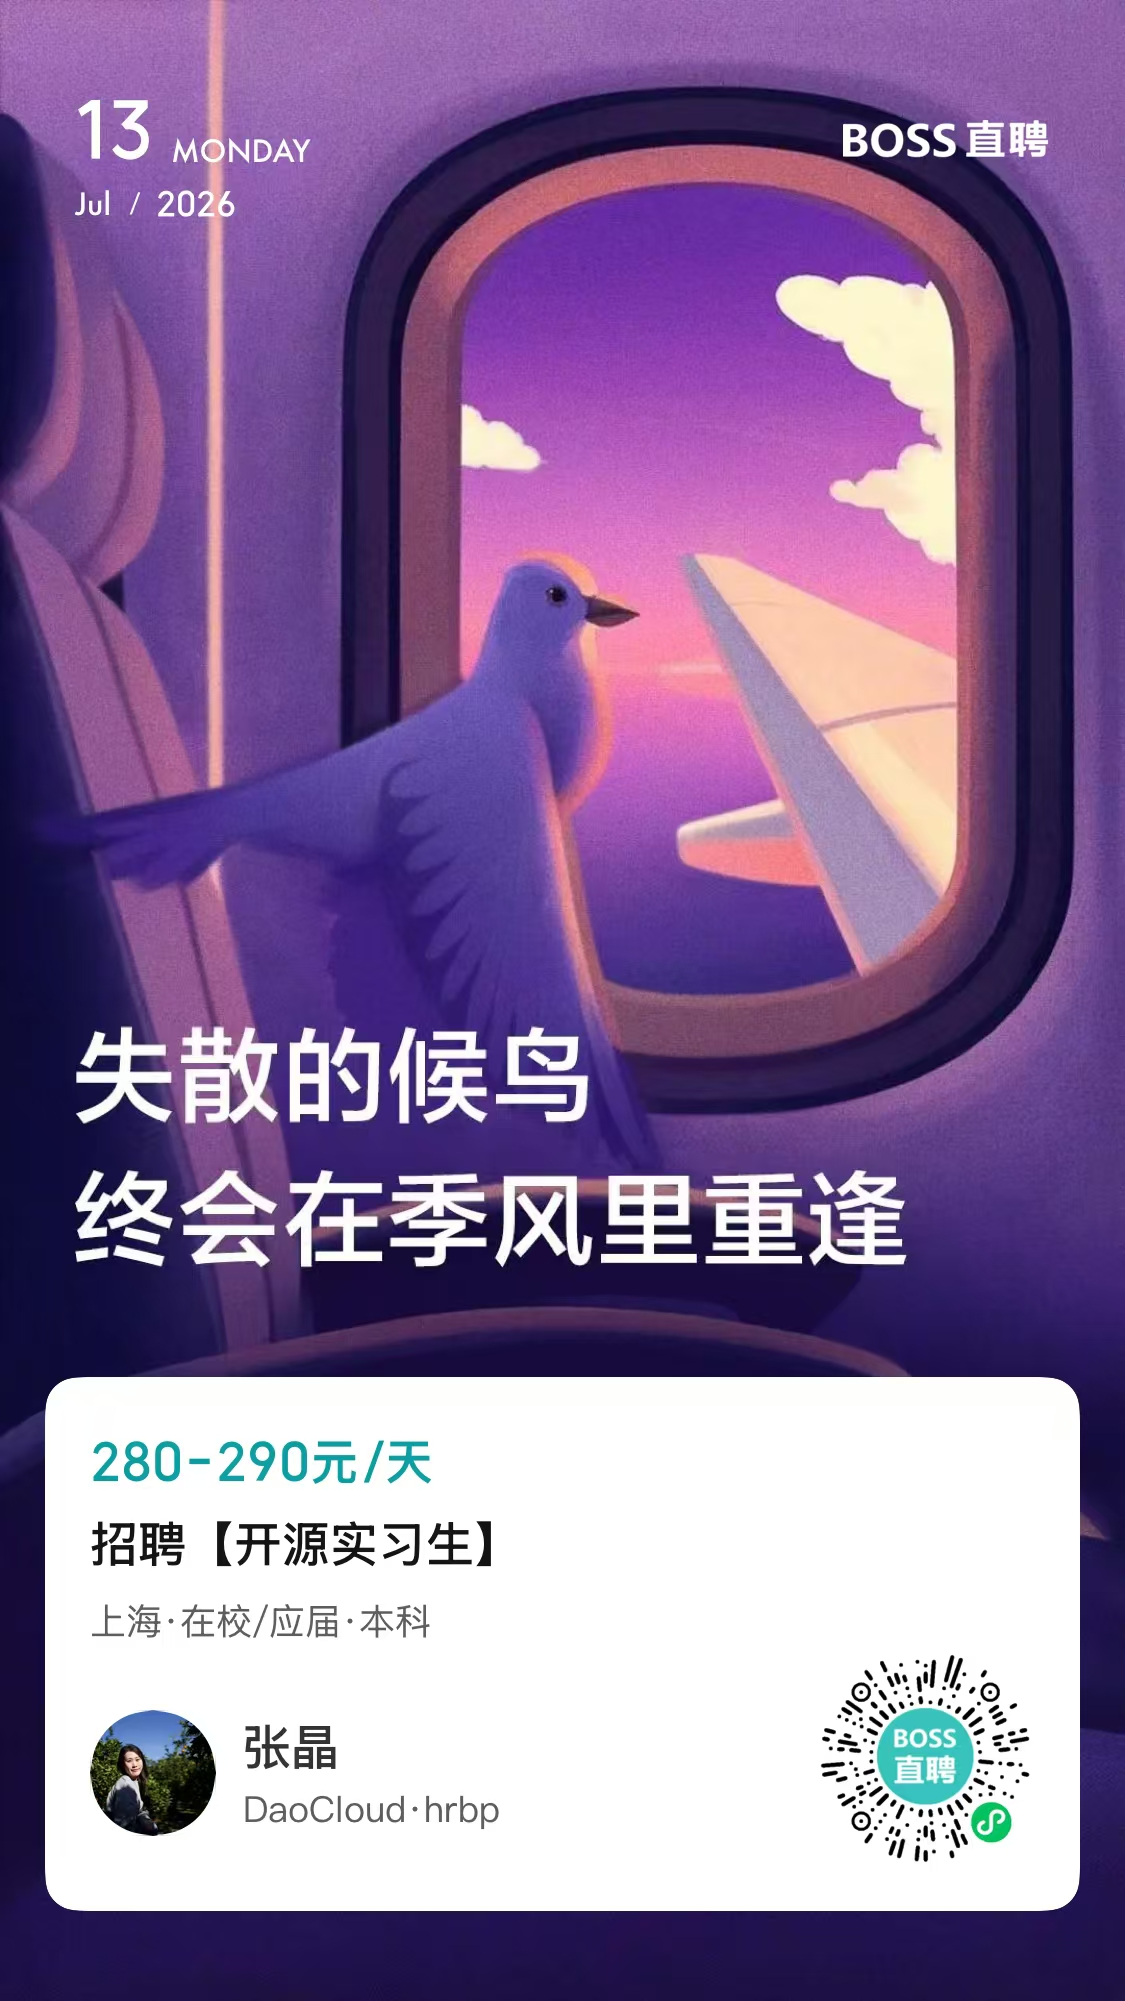 13 MONDAY
Jul / 2026
BOSS直聘
失散的候鸟
终会在季风里重逢
280-290元/天
招聘【开源实习生】
上海·在校/应届·本科
张晶
DaoCloud·hrbp
BOSS
直聘